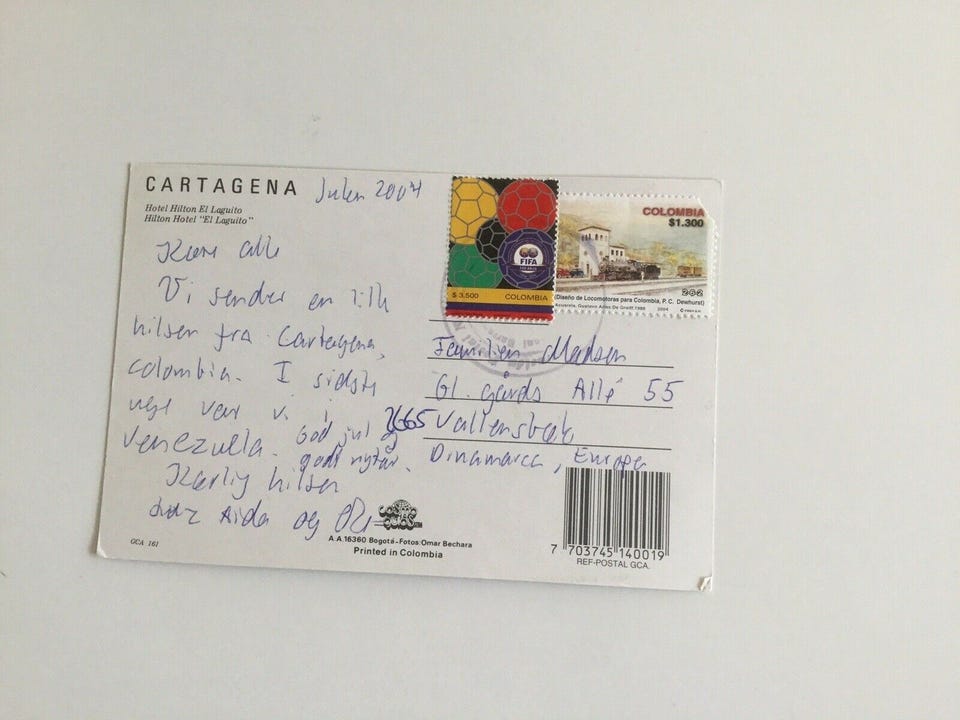 CARTAGENA
Julen 2004
Hotel Hilton El Laguito
Hilton Hotel "El Laguito"
Kære alle
Vi sender en lille
hilsen fra Cartagena,
Colombia. I sidste
uge var vi i
Venezuela. God jul og
godt nytår.
Kærlig hilsen
Luz Aida og
FIFA
$ 3.500 COLOMBIA
COLOMBIA
$1.300
(Diseño de Locomotoras para Colombia, P. C. Dewhurst)
2004
Familien Madsen
Gl. gårds Allé 55
2665 Vallensbæk
Dinamarca, Europa
GCA 161
A.A.16360 Bogotá-Fotos:Omar Bechara
Printed in Colombia
7 703745 140019
REF-POSTAL GCA.